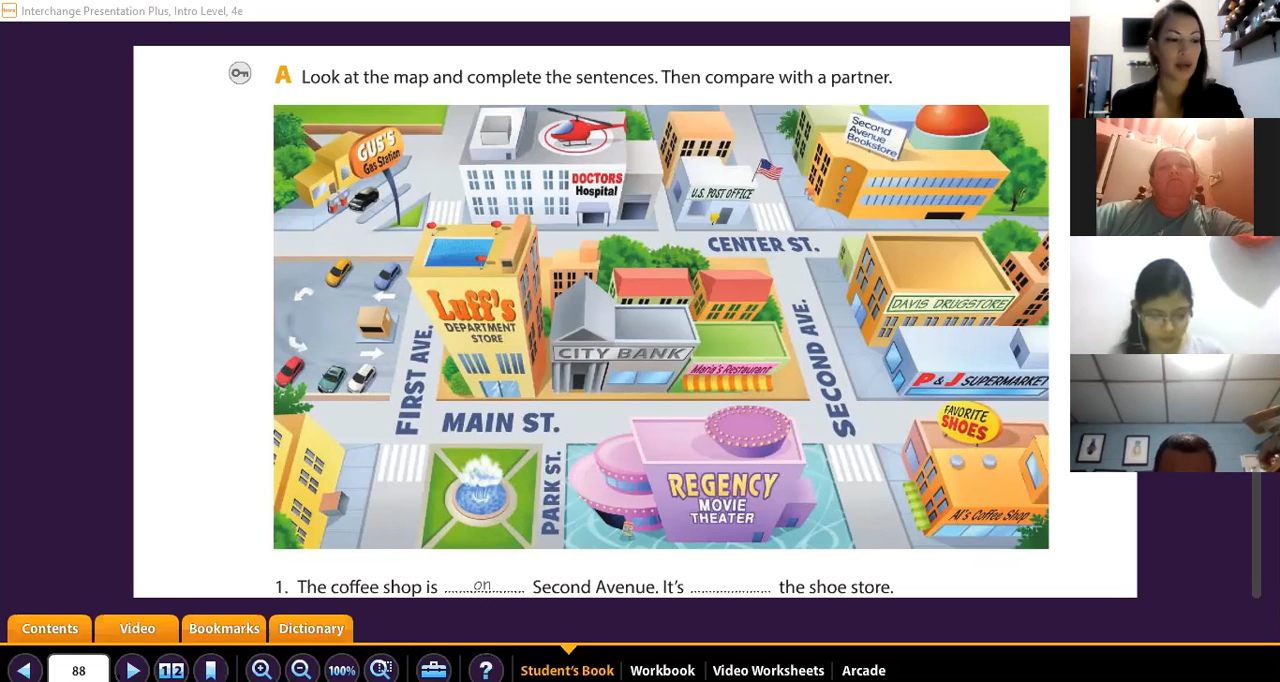 Interchange Presentation Plus, Intro Level, 4e
A Look at the map and complete the sentences. Then compare with a partner.
GUS'S
Gas Station
DOCTORS
Hospital
U.S. POST OFFICE
Second
Avenue
Bookstore
CENTER ST.
Luff's
DEPARTMENT
STORE
CITY BANK
Maria's Restaurant
DAVIS DRUGSTORE
P & J SUPERMARKET
FIRST AVE.
SECOND AVE.
MAIN ST.
PARK ST.
REGENCY
MOVIE
THEATER
FAVORITE
SHOES
Al's Coffee Shop
1. The coffee shop is on Second Avenue. It's .................... the shoe store.
Contents Video Bookmarks Dictionary
88 1 2 100% ? Student's Book Workbook Video Worksheets Arcade